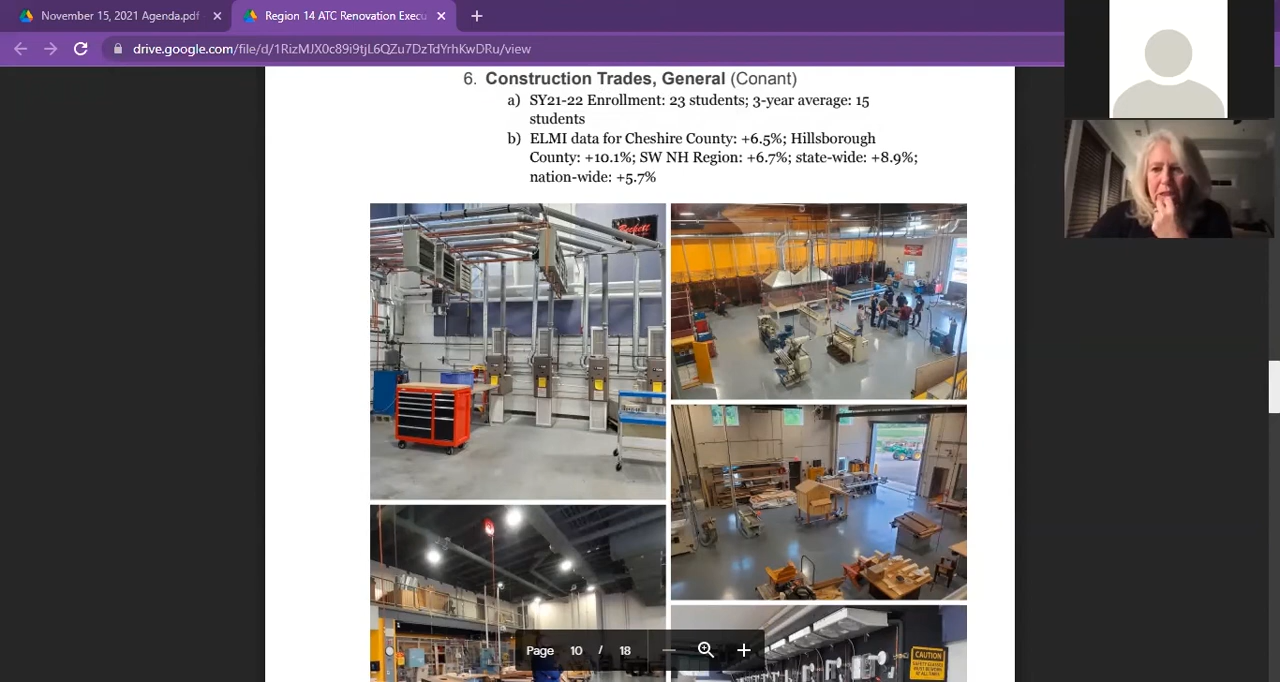 November 15, 2021 Agenda.pdf
Region 14 ATC Renovation Execu
drive.google.com/file/d/1RizMJX0c89i9tjL6QZu7DzTdYrhKwDRu/view
6. Construction Trades, General (Conant)
a) SY21-22 Enrollment: 23 students; 3-year average: 15
students
b) ELMI data for Cheshire County: +6.5%; Hillsborough
County: +10.1%; SW NH Region: +6.7%; state-wide: +8.9%;
nation-wide: +5.7%
Beckett
CAUTION
Page 10 / 18